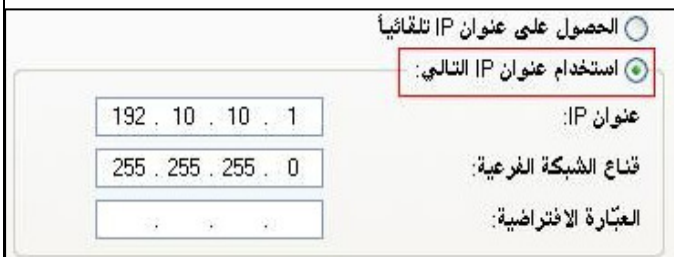 الحصول على عنوان IP تلقائياً
استخدام عنوان IP التالي:
عنوان IP: 192 . 10 . 10 . 1
قناع الشبكة الفرعية: 255 . 255 . 255 . 0
العبّارة الافتراضية: . . .